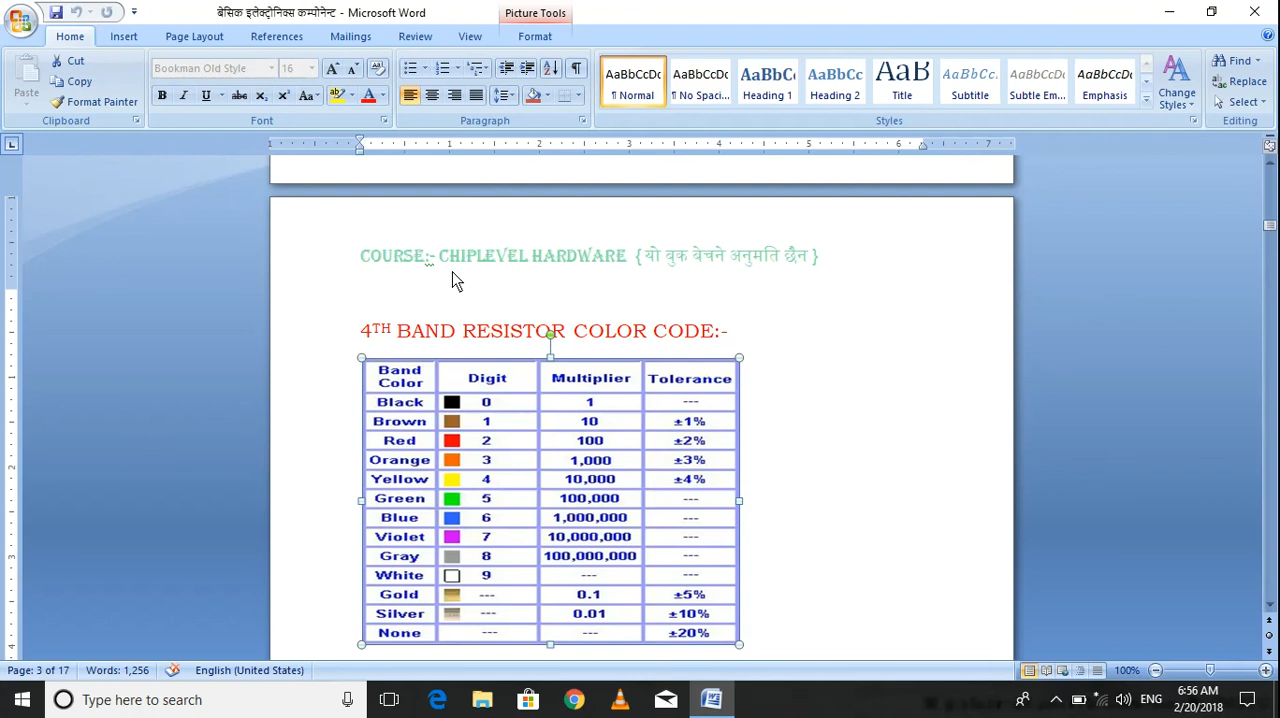 बेसिक इलेक्ट्रोनिक्स कम्पोनेन्ट - Microsoft Word
Picture Tools
Home Insert Page Layout References Mailings Review View Format
Paste
Cut
Copy
Format Painter
Clipboard
Bookman Old Style 16
Font
Paragraph
AaBbCcDc AaBbCcDc AaBbC AaBbCc AaB AaBbCc. AaBbCcDc AaBbCcDc
¶ Normal ¶ No Spaci... Heading 1 Heading 2 Title Subtitle Subtle Em... Emphasis
Change Styles
Styles
Find
Replace
Select
Editing
COURSE:- CHIPLEVEL HARDWARE {यो बुक बेचने अनुमति छैन}
4TH BAND RESISTOR COLOR CODE:-
Band Color Digit Multiplier Tolerance
Black 0 1 ---
Brown 1 10 ±1%
Red 2 100 ±2%
Orange 3 1,000 ±3%
Yellow 4 10,000 ±4%
Green 5 100,000 ---
Blue 6 1,000,000 ---
Violet 7 10,000,000 ---
Gray 8 100,000,000 ---
White 9 --- ---
Gold --- 0.1 ±5%
Silver --- 0.01 ±10%
None --- --- ±20%
Page: 3 of 17 Words: 1,256 English (United States) 100%
Type here to search
ENG
6:56 AM
2/20/2018